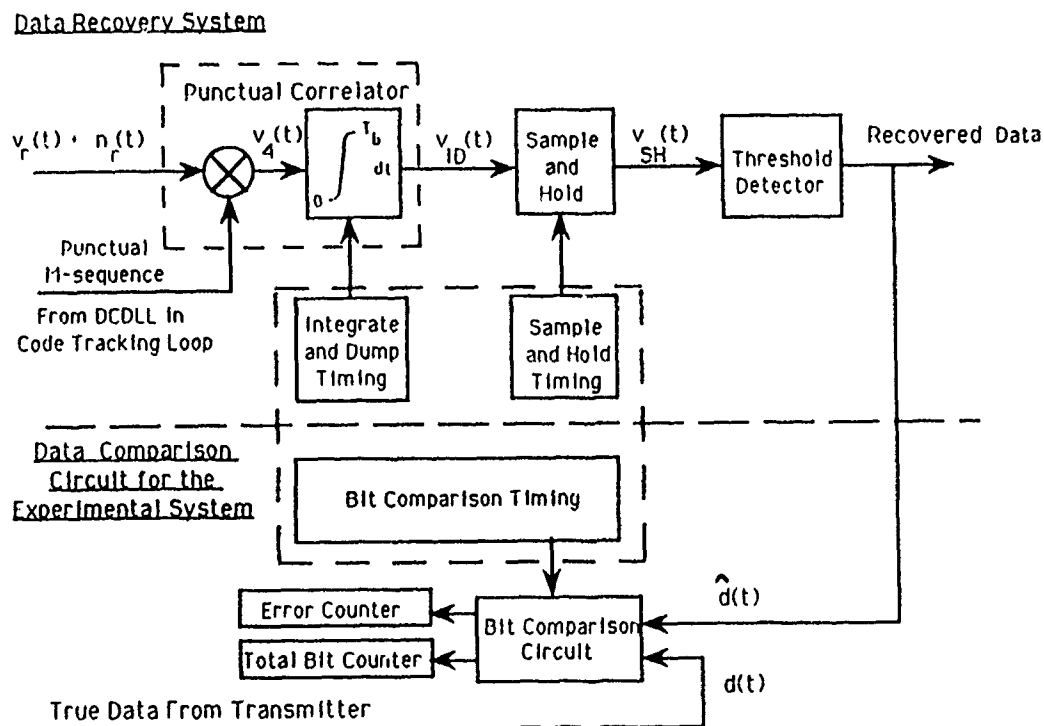 Data Recovery System
Punctual Correlator
v_r(t) + n_r(t)
v_4(t)
∫_0^T_b dt
v_ID(t)
Sample
and
Hold
v_SH(t)
Threshold
Detector
Recovered Data
Punctual
M-sequence
From DCDLL in
Code Tracking Loop
Integrate
and Dump
Timing
Sample
and Hold
Timing
Data Comparison
Circuit for the
Experimental System
Bit Comparison Timing
Error Counter
Total Bit Counter
Bit Comparison
Circuit
d̂(t)
d(t)
True Data From Transmitter